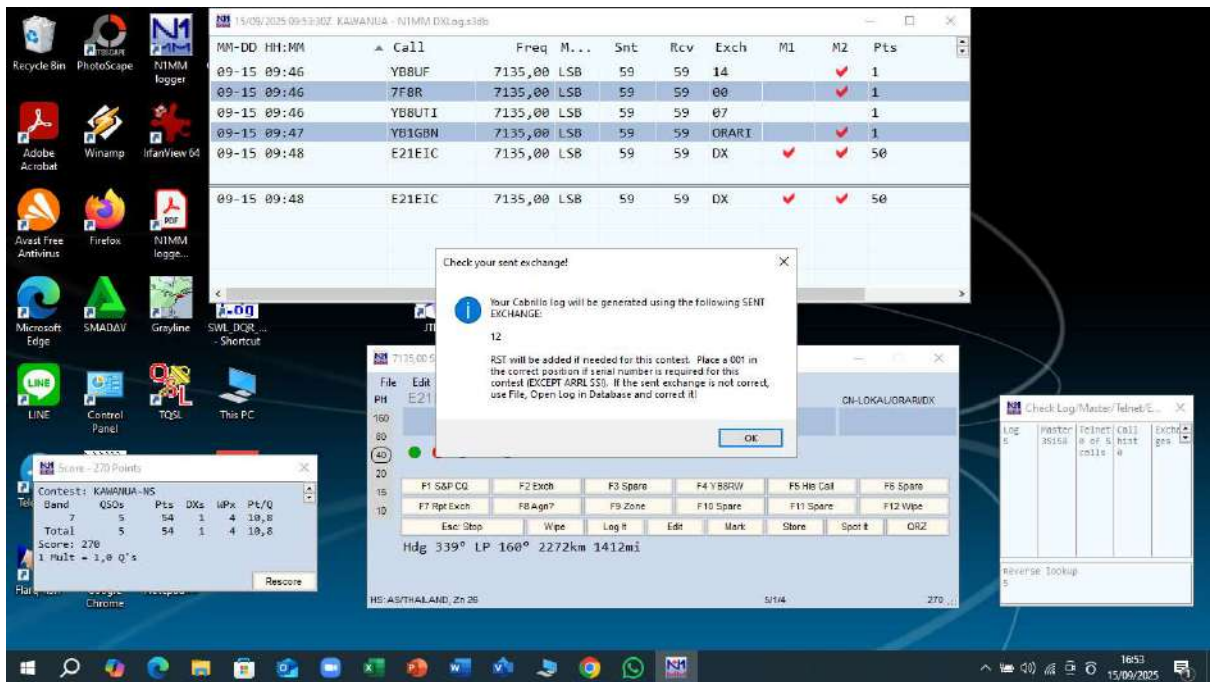 15/09/2025 09:53:30Z KAWANUA - N1MM DXLog.s3db
MM-DD HH:MM Call Freq M... Snt Rcv Exch M1 M2 Pts
09-15 09:46 YB8UF 7135,00 LSB 59 59 14 1
09-15 09:46 7F8R 7135,00 LSB 59 59 00 1
09-15 09:46 YB8UTI 7135,00 LSB 59 59 07 1
09-15 09:47 YB1GBN 7135,00 LSB 59 59 ORARI 1
09-15 09:48 E21EIC 7135,00 LSB 59 59 DX 50
09-15 09:48 E21EIC 7135,00 LSB 59 59 DX 50
Recycle Bin
PhotoScape
N1MM logger
Adobe Acrobat
Winamp
IrfanView 64
Avast Free Antivirus
Firefox
N1MM logge...
Microsoft Edge
SMADAV
Grayline
SWL_DQR_... - Shortcut
LINE
Control Panel
TQSL
This PC
Chrome
Check your sent exchange!
Your Cabrillo log will be generated using the following SENT
EXCHANGE:
12
RST will be added if needed for this contest. Place a 001 in
the correct position if serial number is required for this
contest (EXCEPT ARRL SS!). If the sent exchange is not correct,
use File, Open Log in Database and correct it!
OK
File Edit
PH
CN-LOKAL/ORARI/DX
160
80
40
20
15
10
F1 S&P CQ F2 Exch F3 Spare F4 YB8RW F5 His Call F6 Spare
F7 Rpt Exch F8 Agn? F9 Zone F10 Spare F11 Spare F12 Wipe
Esc: Stop Wipe Log It Edit Mark Store Spot It QRZ
Hdg 339° LP 160° 2272km 1412mi
HS: AS/THAILAND, Zn 26 5/1/4 270
Score - 270 Points
Contest: KAWANUA-NS
Band QSOs Pts DXs WPx Pt/Q
7 5 54 1 4 10,8
Total 5 54 1 4 10,8
Score: 270
1 Mult = 1,0 Q's
Rescore
Check Log/Master/Telnet/E...
Log
5
Master
Telnet
0 of 5
calls
Call
hist
0
Reverse lookup
5
16:53
15/09/2025